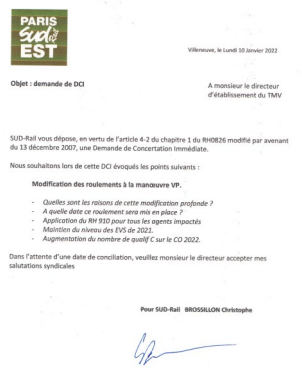 PARIS
Sud
EST
Villeneuve, le Lundi 10 Janvier 2022
Objet : demande de DCI
A monsieur le directeur
d'établissement du TMV
SUD-Rail vous dépose, en vertu de l'article 4-2 du chapitre 1 du RH0826 modifié par avenant
du 13 décembre 2007, une Demande de Concertation Immédiate.
Nous souhaitons lors de cette DCI évoqués les points suivants :
Modification des roulements à la manœuvre VP.
- Quelles sont les raisons de cette modification profonde ?
- A quelle date ce roulement sera mis en place ?
- Application du RH 910 pour tous les agents impactés
- Maintien du niveau des EVS de 2021.
- Augmentation du nombre de qualif C sur le CO 2022.
Dans l'attente d'une date de conciliation, veuillez monsieur le directeur accepter mes
salutations syndicales
Pour SUD-Rail BROSSILLON Christophe